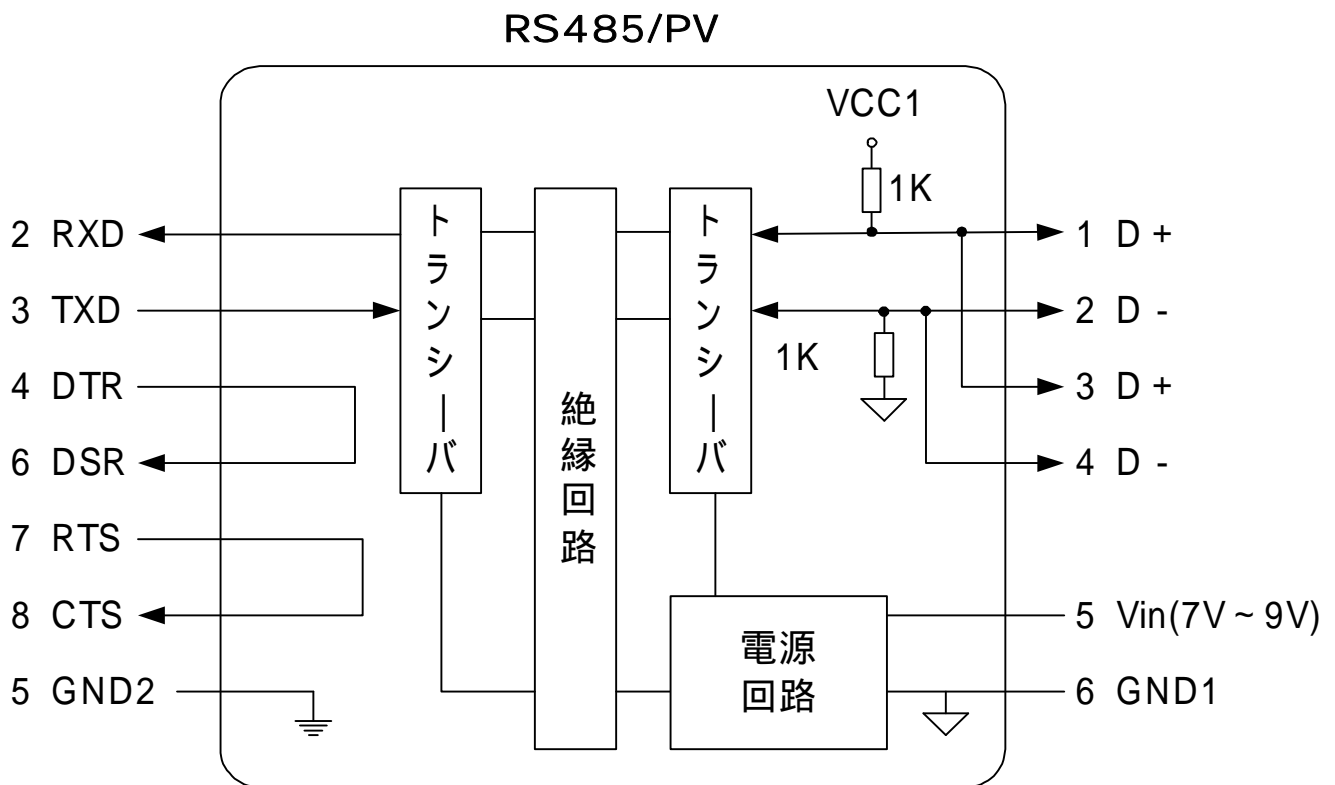 RS485/PV
VCC1
1K
2 RXD
3 TXD
4 DTR
6 DSR
7 RTS
8 CTS
5 GND2
トランシーバ
絶縁回路
トランシーバ
1K
電源
回路
1 D +
2 D -
3 D +
4 D -
5 Vin(7V ~ 9V)
6 GND1